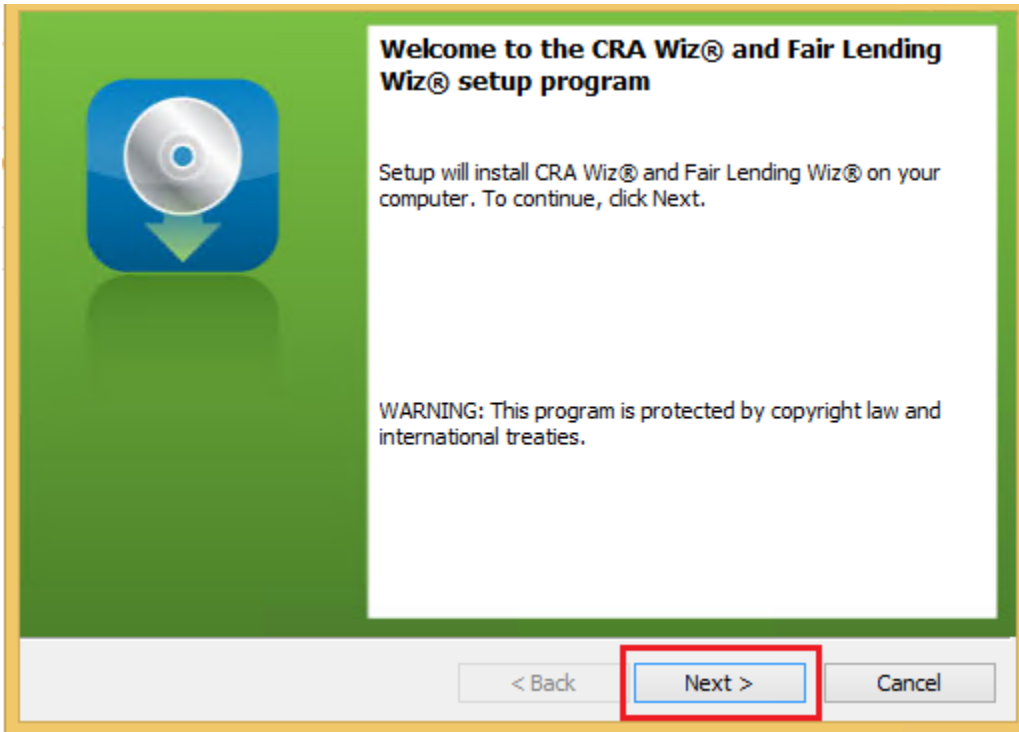 Welcome to the CRA Wiz® and Fair Lending
Wiz® setup program
Setup will install CRA Wiz® and Fair Lending Wiz® on your
computer. To continue, click Next.
WARNING: This program is protected by copyright law and
international treaties.
< Back Next > Cancel